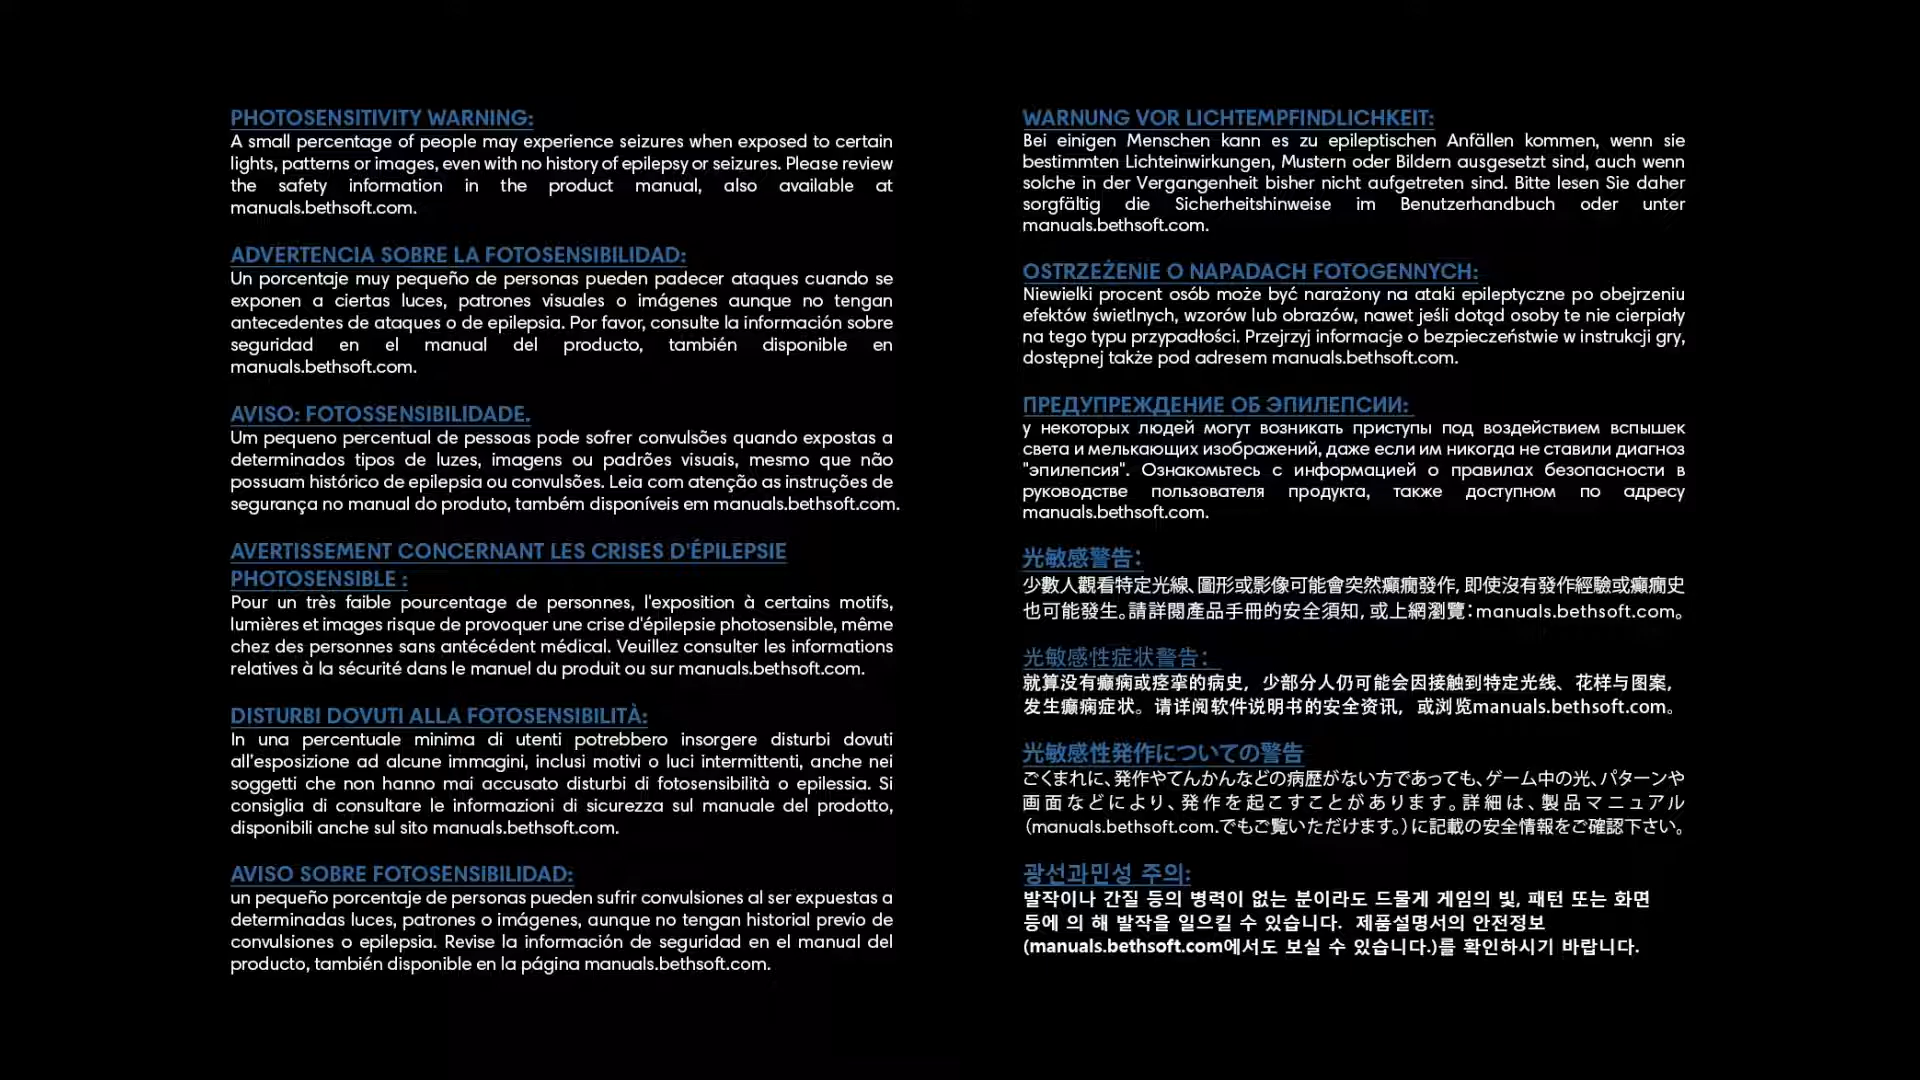 PHOTOSENSITIVITY WARNING:
A small percentage of people may experience seizures when exposed to certain
lights, patterns or images, even with no history of epilepsy or seizures. Please review
the safety information in the product manual, also available at
manuals.bethsoft.com.
ADVERTENCIA SOBRE LA FOTOSENSIBILIDAD:
Un porcentaje muy pequeño de personas pueden padecer ataques cuando se
exponen a ciertas luces, patrones visuales o imágenes aunque no tengan
antecedentes de ataques o de epilepsia. Por favor, consulte la información sobre
seguridad en el manual del producto, también disponible en
manuals.bethsoft.com.
AVISO: FOTOSSENSIBILIDADE.
Um pequeno percentual de pessoas pode sofrer convulsões quando expostas a
determinados tipos de luzes, imagens ou padrões visuais, mesmo que não
possuam histórico de epilepsia ou convulsões. Leia com atenção as instruções de
segurança no manual do produto, também disponíveis em manuals.bethsoft.com.
AVERTISSEMENT CONCERNANT LES CRISES D'ÉPILEPSIE
PHOTOSENSIBLE :
Pour un très faible pourcentage de personnes, l'exposition à certains motifs,
lumières et images risque de provoquer une crise d'épilepsie photosensible, même
chez des personnes sans antécédent médical. Veuillez consulter les informations
relatives à la sécurité dans le manuel du produit ou sur manuals.bethsoft.com.
DISTURBI DOVUTI ALLA FOTOSENSIBILITÀ:
In una percentuale minima di utenti potrebbero insorgere disturbi dovuti
all'esposizione ad alcune immagini, inclusi motivi o luci intermittenti, anche nei
soggetti che non hanno mai accusato disturbi di fotosensibilità o epilessia. Si
consiglia di consultare le informazioni di sicurezza sul manuale del prodotto,
disponibili anche sul sito manuals.bethsoft.com.
AVISO SOBRE FOTOSENSIBILIDAD:
un pequeño porcentaje de personas pueden sufrir convulsiones al ser expuestas a
determinadas luces, patrones o imágenes, aunque no tengan historial previo de
convulsiones o epilepsia. Revise la información de seguridad en el manual del
producto, también disponible en la página manuals.bethsoft.com.
WARNUNG VOR LICHTEMPFINDLICHKEIT:
Bei einigen Menschen kann es zu epileptischen Anfällen kommen, wenn sie
bestimmten Lichteinwirkungen, Mustern oder Bildern ausgesetzt sind, auch wenn
solche in der Vergangenheit bisher nicht aufgetreten sind. Bitte lesen Sie daher
sorgfältig die Sicherheitshinweise im Benutzerhandbuch oder unter
manuals.bethsoft.com.
OSTRZEŻENIE O NAPADACH FOTOGENNYCH:
Niewielki procent osób może być narażony na ataki epileptyczne po obejrzeniu
efektów świetlnych, wzorów lub obrazów, nawet jeśli dotąd osoby te nie cierpiały
na tego typu przypadłości. Przejrzyj informacje o bezpieczeństwie w instrukcji gry,
dostępnej także pod adresem manuals.bethsoft.com.
ПРЕДУПРЕЖДЕНИЕ ОБ ЭПИЛЕПСИИ:
у некоторых людей могут возникать приступы под воздействием вспышек
света и мелькающих изображений, даже если им никогда не ставили диагноз
"эпилепсия". Ознакомьтесь с информацией о правилах безопасности в
руководстве пользователя продукта, также доступном по адресу
manuals.bethsoft.com.
光敏感警告：
少數人觀看特定光線、圖形或影像可能會突然癲癇發作, 即使沒有發作經驗或癲癇史
也可能發生。請詳閱產品手冊的安全須知, 或上網瀏覽：manuals.bethsoft.com。
光敏感性症状警告：
就算没有癫痫或痉挛的病史，少部分人仍可能会因接触到特定光线、花样与图案，
发生癫痫症状。请详阅软件说明书的安全资讯，或浏览manuals.bethsoft.com。
光敏感性発作についての警告
ごくまれに、発作やてんかんなどの病歴がない方であっても、ゲーム中の光、パターンや
画面などにより、発作を起こすことがあります。詳細は、製品マニュアル
（manuals.bethsoft.com.でもご覧いただけます。）に記載の安全情報をご確認下さい。
광선과민성 주의:
발작이나 간질 등의 병력이 없는 분이라도 드물게 게임의 빛, 패턴 또는 화면
등에 의 해 발작을 일으킬 수 있습니다. 제품설명서의 안전정보
(manuals.bethsoft.com에서도 보실 수 있습니다.)를 확인하시기 바랍니다.